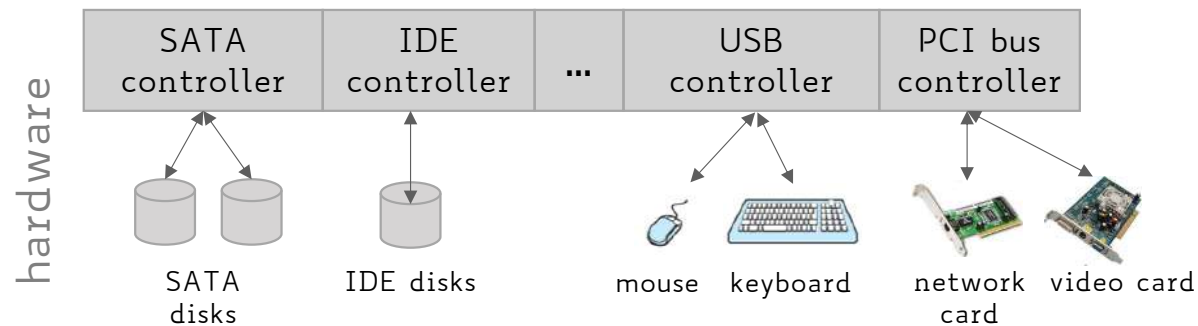 SATA
controller
IDE
controller
...
USB
controller
PCI bus
controller
hardware
SATA
disks
IDE disks
mouse
keyboard
network
card
video card